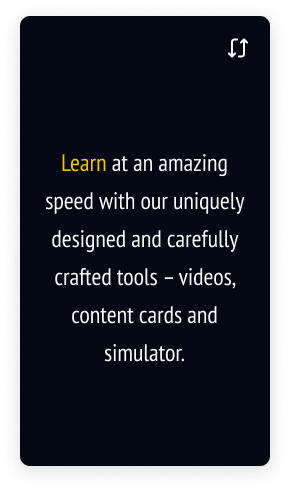 Learn at an amazing
speed with our uniquely
designed and carefully
crafted tools – videos,
content cards and
simulator.